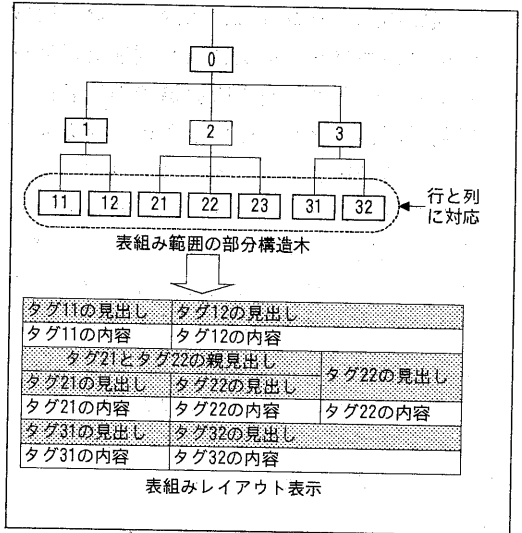 0
1 2 3
11 12 21 22 23 31 32
行と列
に対応
表組み範囲の部分構造木
タグ11の見出し タグ12の見出し
タグ11の内容 タグ12の内容
タグ21とタグ22の親見出し タグ22の見出し
タグ21の見出し タグ22の見出し
タグ21の内容 タグ22の内容 タグ22の内容
タグ31の見出し タグ32の見出し
タグ31の内容 タグ32の内容
表組みレイアウト表示